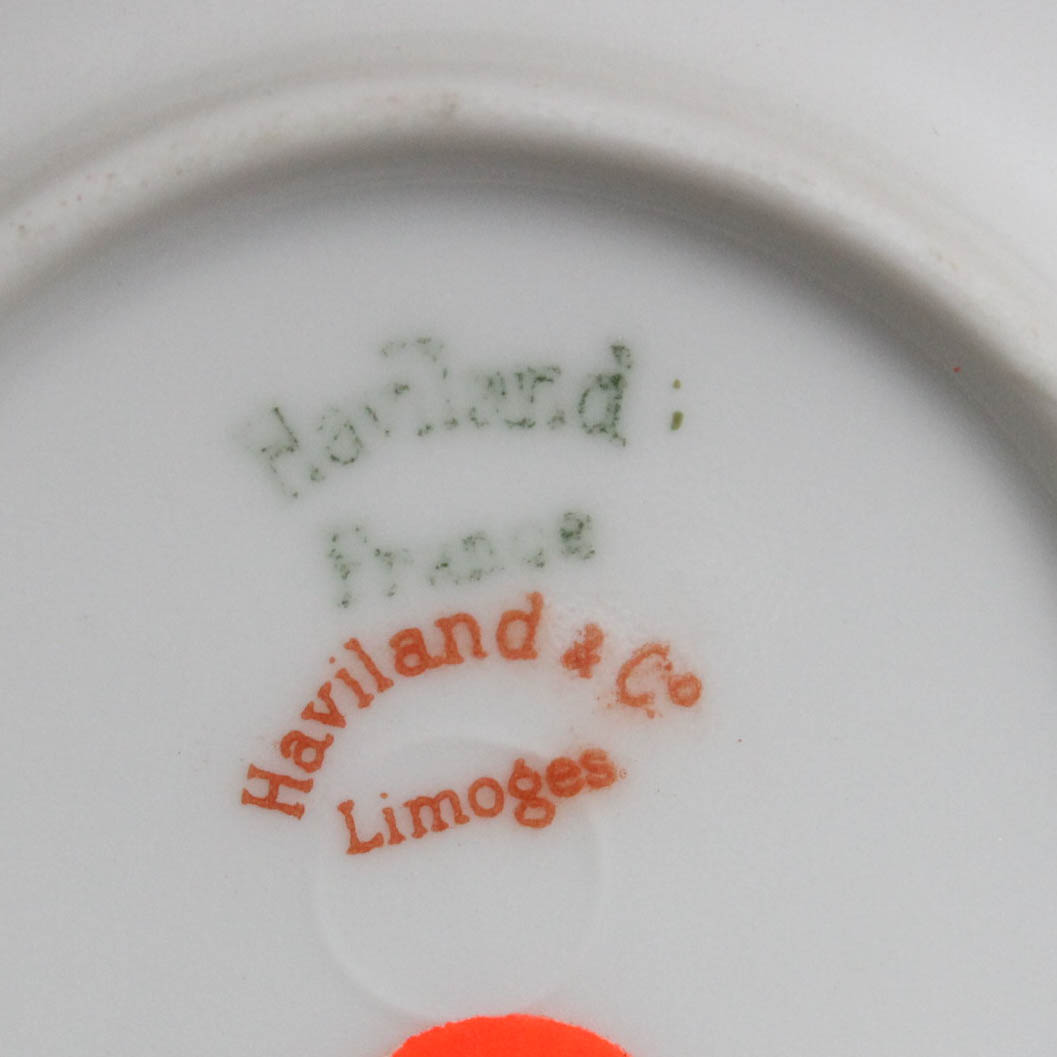 Haviland :
France
Haviland & Co
Limoges